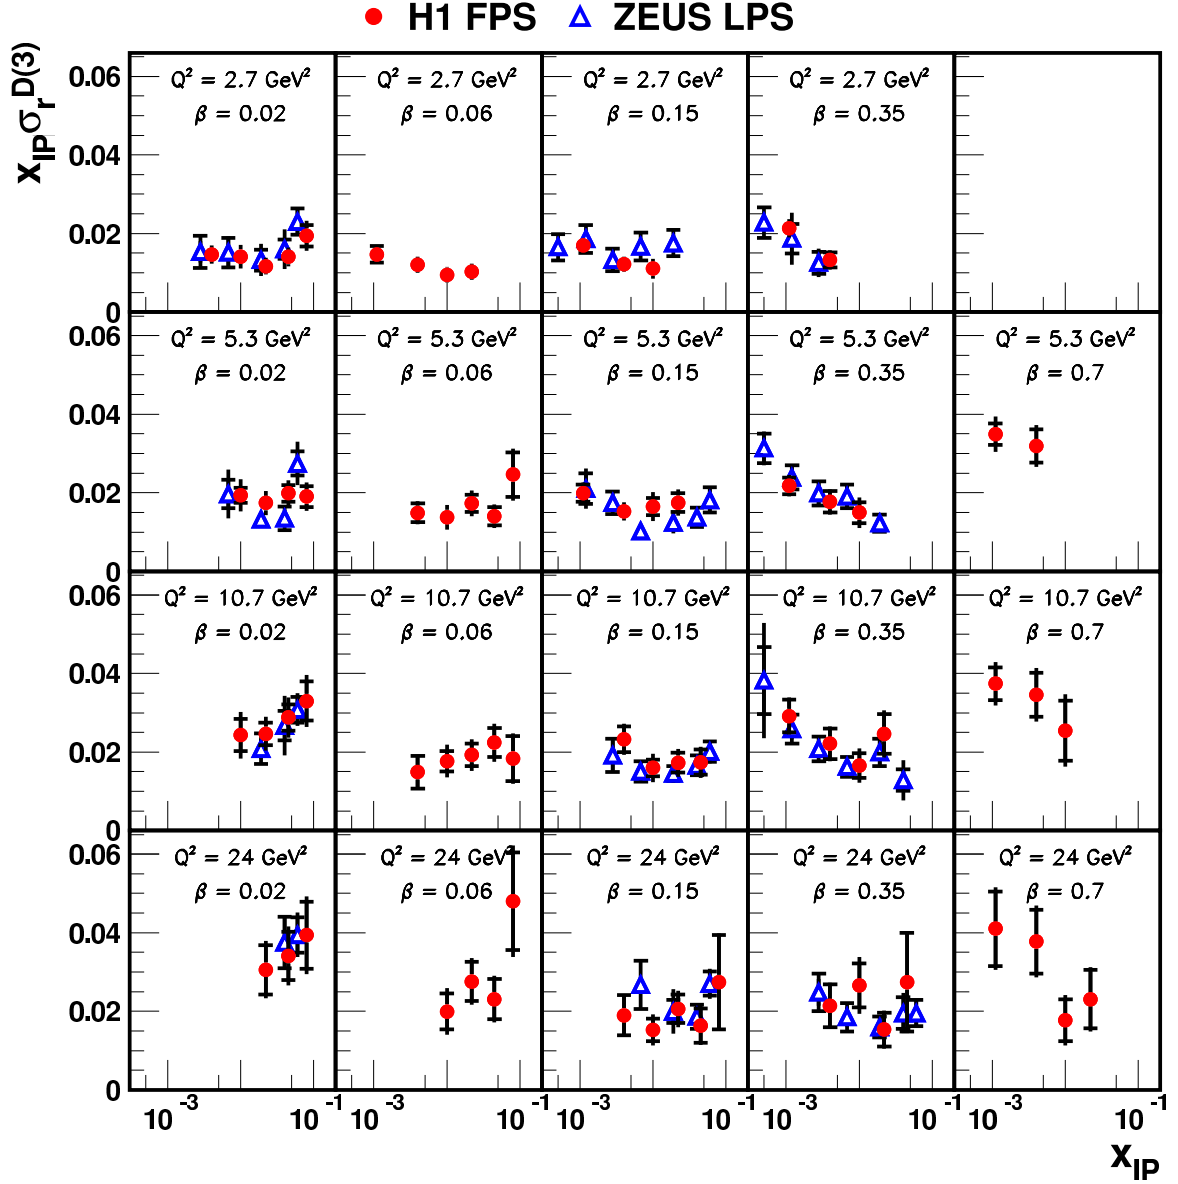 H1 FPS ZEUS LPS
x_IP σ_r^D(3)
0.06 Q² = 2.7 GeV² Q² = 2.7 GeV² Q² = 2.7 GeV² Q² = 2.7 GeV²
β = 0.02 β = 0.06 β = 0.15 β = 0.35
0.04
0.02
0
0.06 Q² = 5.3 GeV² Q² = 5.3 GeV² Q² = 5.3 GeV² Q² = 5.3 GeV² Q² = 5.3 GeV²
β = 0.02 β = 0.06 β = 0.15 β = 0.35 β = 0.7
0.04
0.02
0
0.06 Q² = 10.7 GeV² Q² = 10.7 GeV² Q² = 10.7 GeV² Q² = 10.7 GeV² Q² = 10.7 GeV²
β = 0.02 β = 0.06 β = 0.15 β = 0.35 β = 0.7
0.04
0.02
0
0.06 Q² = 24 GeV² Q² = 24 GeV² Q² = 24 GeV² Q² = 24 GeV² Q² = 24 GeV²
β = 0.02 β = 0.06 β = 0.15 β = 0.35 β = 0.7
0.04
0.02
0
10⁻³ 10⁻¹ 10⁻³ 10⁻¹ 10⁻³ 10⁻¹ 10⁻³ 10⁻¹ 10⁻³ 10⁻¹
x_IP